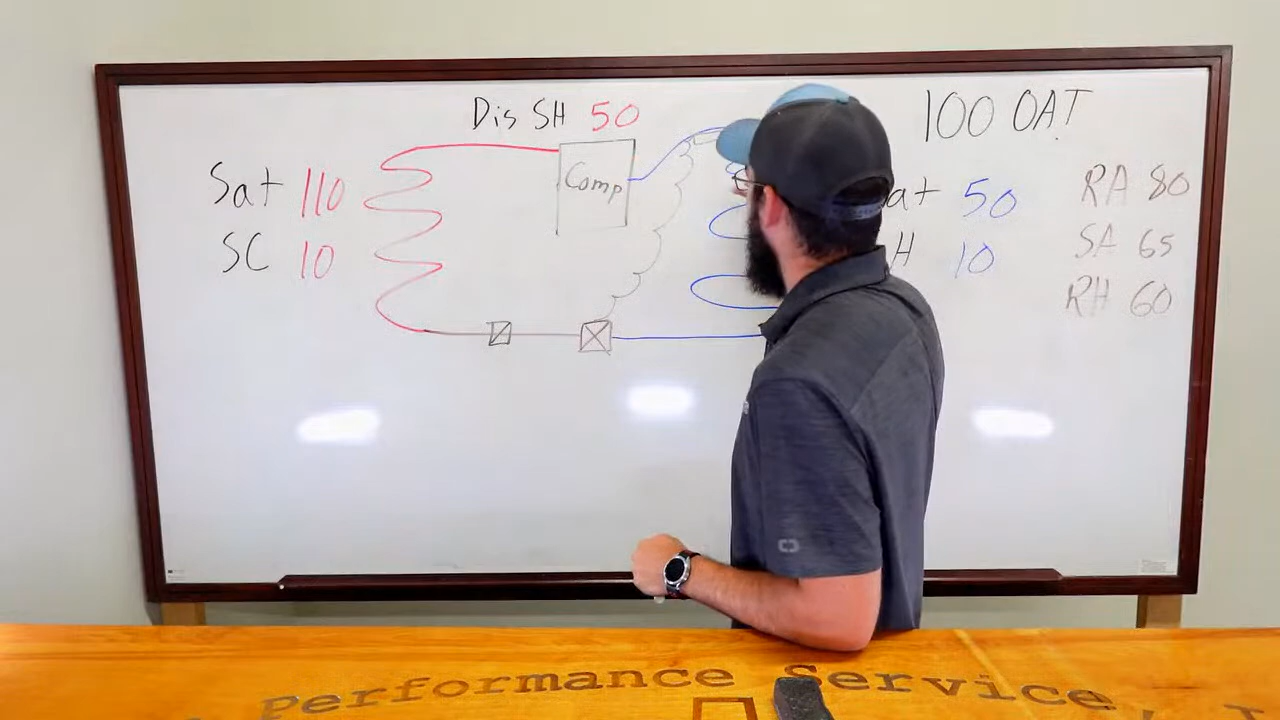 Dis SH 50
100 OAT
Sat 110
SC 10
Comp
at 50
H 10
RA 80
SA 65
RH 60
Performance Service,